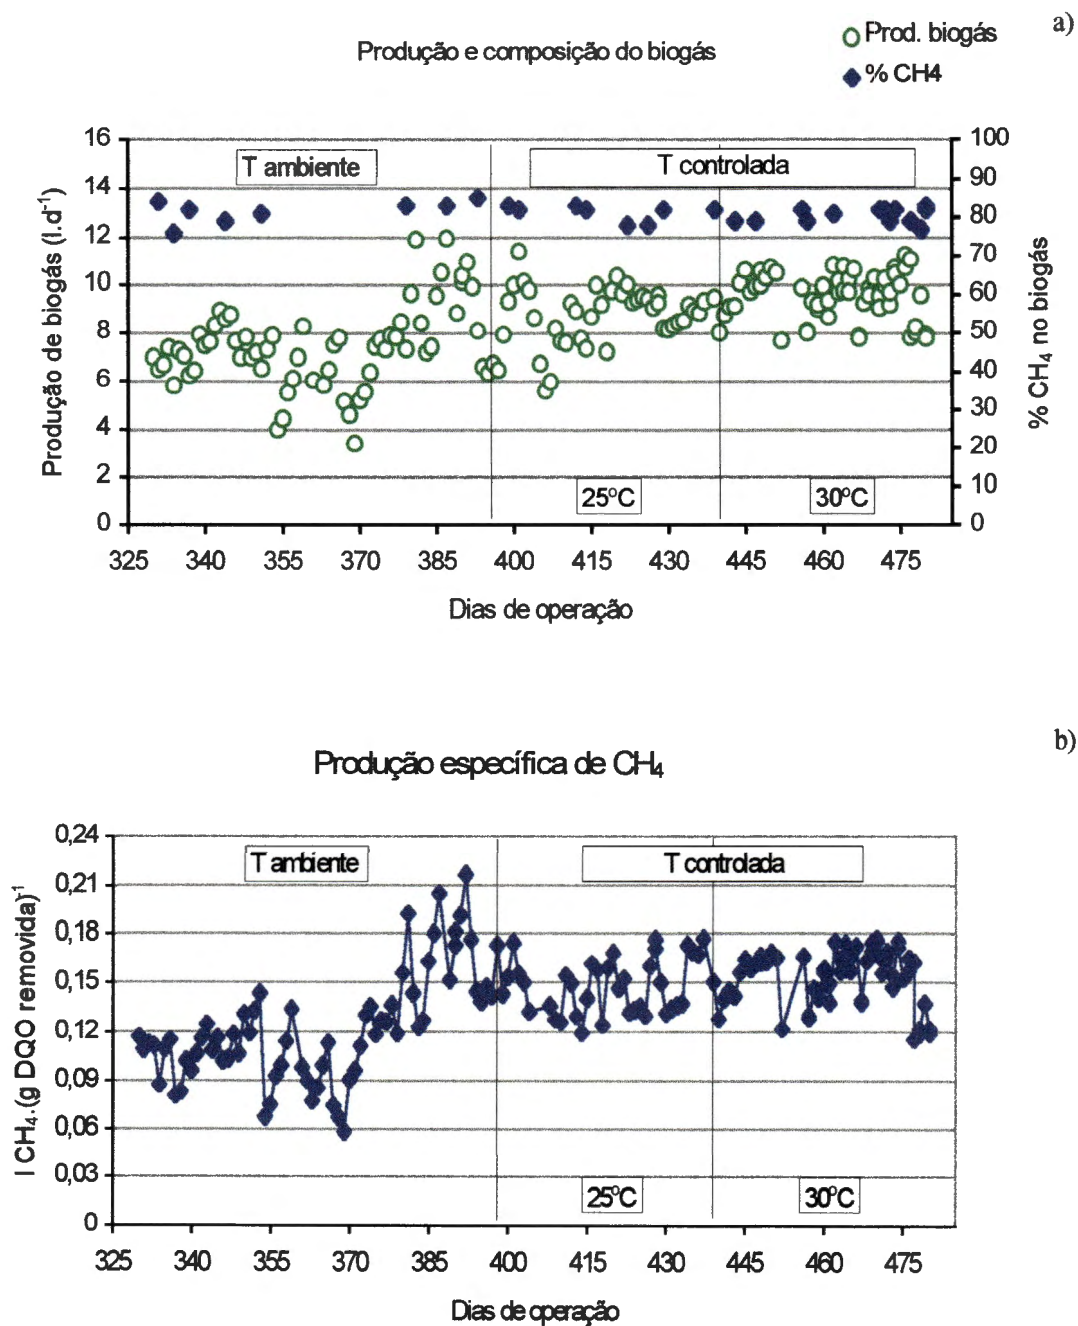 a)
Produção e composição do biogás
Prod. biogás
% CH4
16
14
12
10
8
6
4
2
0
Produção de biogás (l.d-1)
T ambiente
T controlada
25ºC
30ºC
100
90
80
70
60
50
40
30
20
10
0
% CH4 no biogás
325 340 355 370 385 400 415 430 445 460 475
Dias de operação
b)
Produção específica de CH4
0,24
0,21
0,18
0,15
0,12
0,09
0,06
0,03
0
l CH4.(g DQO removida)-1
T ambiente
T controlada
25ºC
30ºC
325 340 355 370 385 400 415 430 445 460 475
Dias de operação